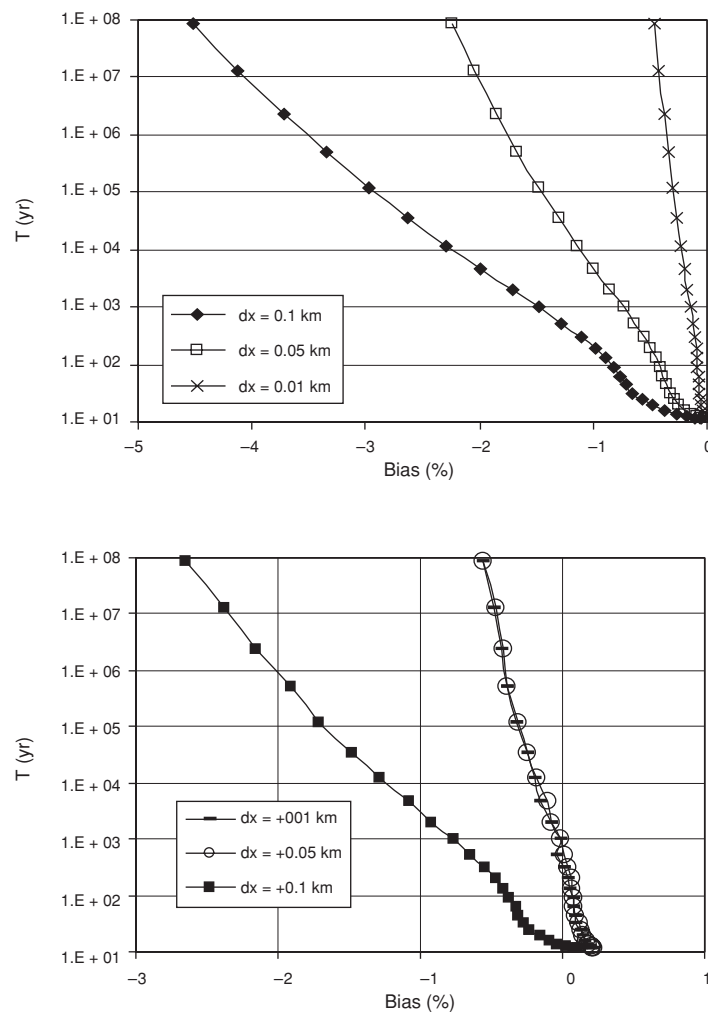 1.E + 08
1.E + 07
1.E + 06
1.E + 05
1.E + 04
1.E + 03
1.E + 02
1.E + 01
T (yr)
dx = 0.1 km
dx = 0.05 km
dx = 0.01 km
−5 −4 −3 −2 −1 0
Bias (%)
1.E + 08
1.E + 07
1.E + 06
1.E + 05
1.E + 04
1.E + 03
1.E + 02
1.E + 01
T (yr)
dx = +001 km
dx = +0.05 km
dx = +0.1 km
−3 −2 −1 0 1
Bias (%)